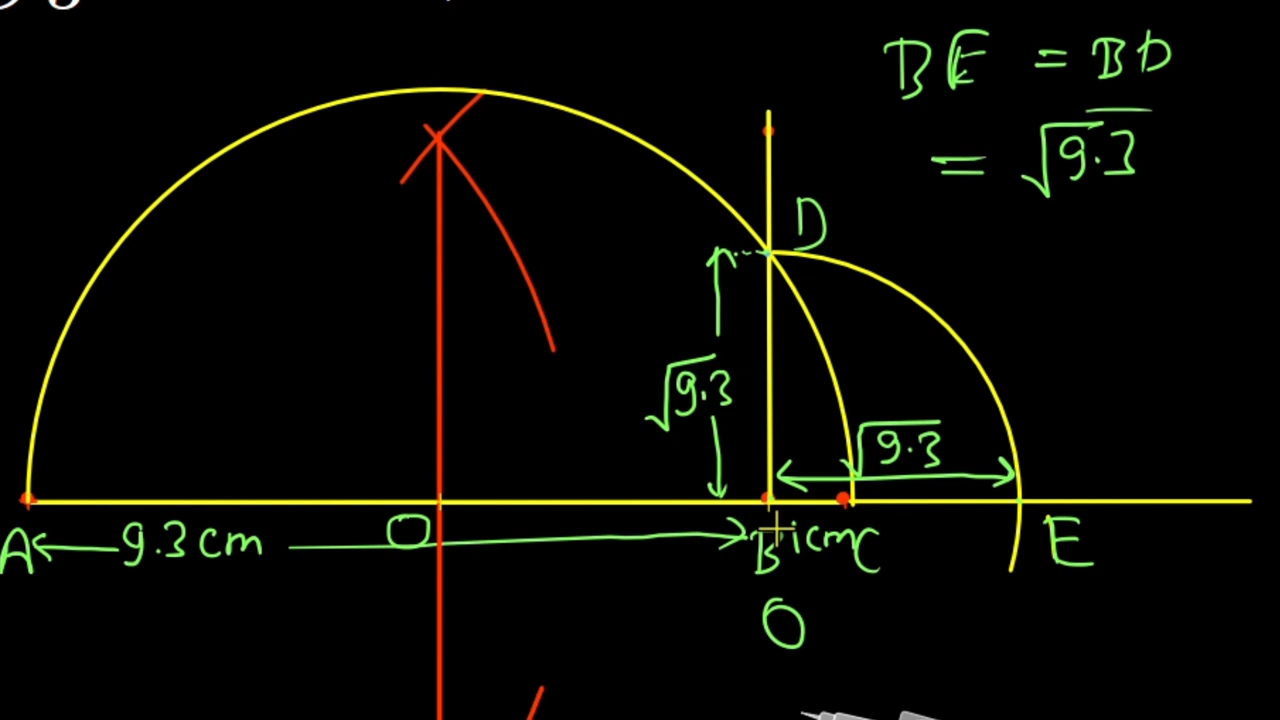 BE = BD
= √9.3
D
√9.3
√9.3
A
9.3 cm
O
B
1cm
C
E
O